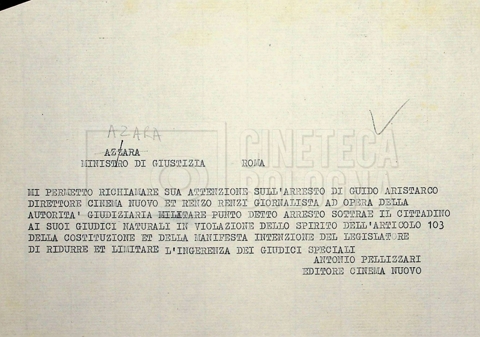 AZARA
CINETECA
BOLOGNA
AZZARA
MINISTRO DI GIUSTIZIA ROMA
MI PERMETTO RICHIAMARE SUA ATTENZIONE SULL'ARRESTO DI GUIDO ARISTARCO
DIRETTORE CINEMA NUOVO ET RENZO RENZI GIORNALISTA AD OPERA DELLA
AUTORITA' GIUDIZIARIA MILITARE PUNTO DETTO ARRESTO SOTTRAE IL CITTADINO
AI SUOI GIUDICI NATURALI IN VIOLAZIONE DELLO SPIRITO DELL'ARTICOLO 103
DELLA COSTITUZIONE ET DELLA MANIFESTA INTENZIONE DEL LEGISLATORE
DI RIDURRE ET LIMITARE L'INGERENZA DEI GIUDICI SPECIALI
ANTONIO PELLIZZARI
EDITORE CINEMA NUOVO